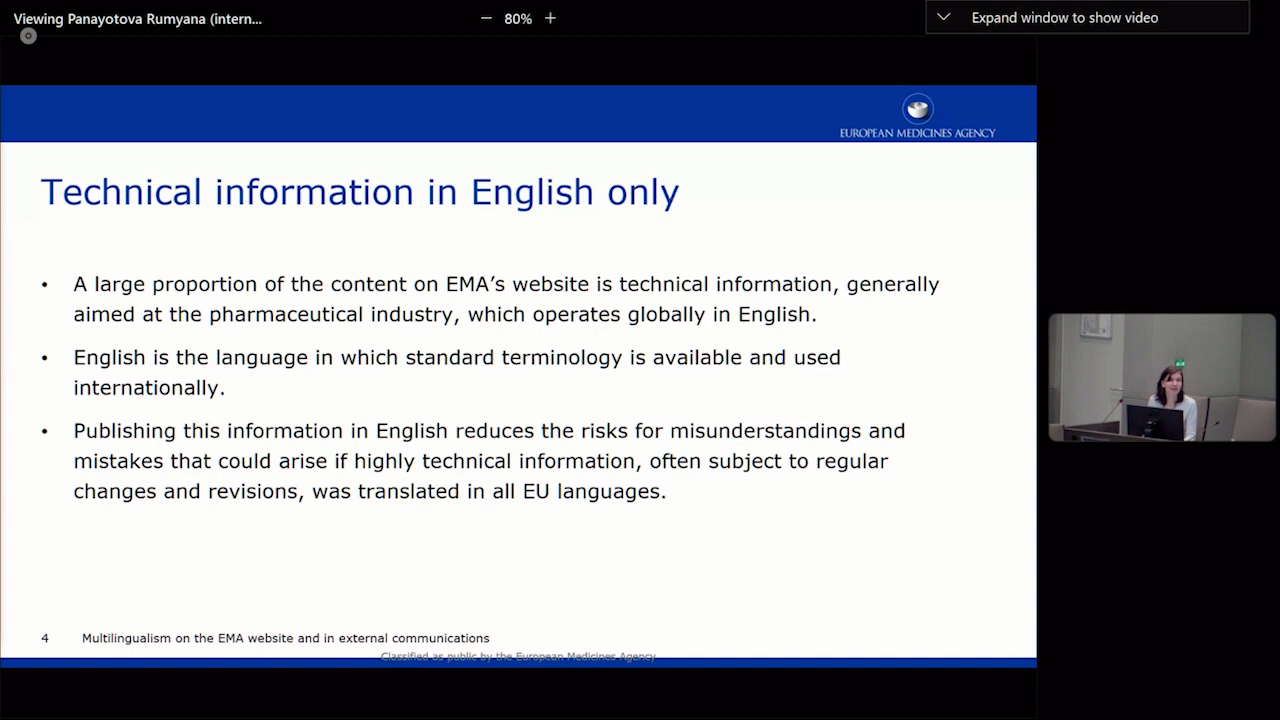 Viewing Panayotova Rumyana (intern...
80%
Expand window to show video
EUROPEAN MEDICINES AGENCY
Technical information in English only
• A large proportion of the content on EMA’s website is technical information, generally
aimed at the pharmaceutical industry, which operates globally in English.
• English is the language in which standard terminology is available and used
internationally.
• Publishing this information in English reduces the risks for misunderstandings and
mistakes that could arise if highly technical information, often subject to regular
changes and revisions, was translated in all EU languages.
4 Multilingualism on the EMA website and in external communications
Classified as public by the European Medicines Agency